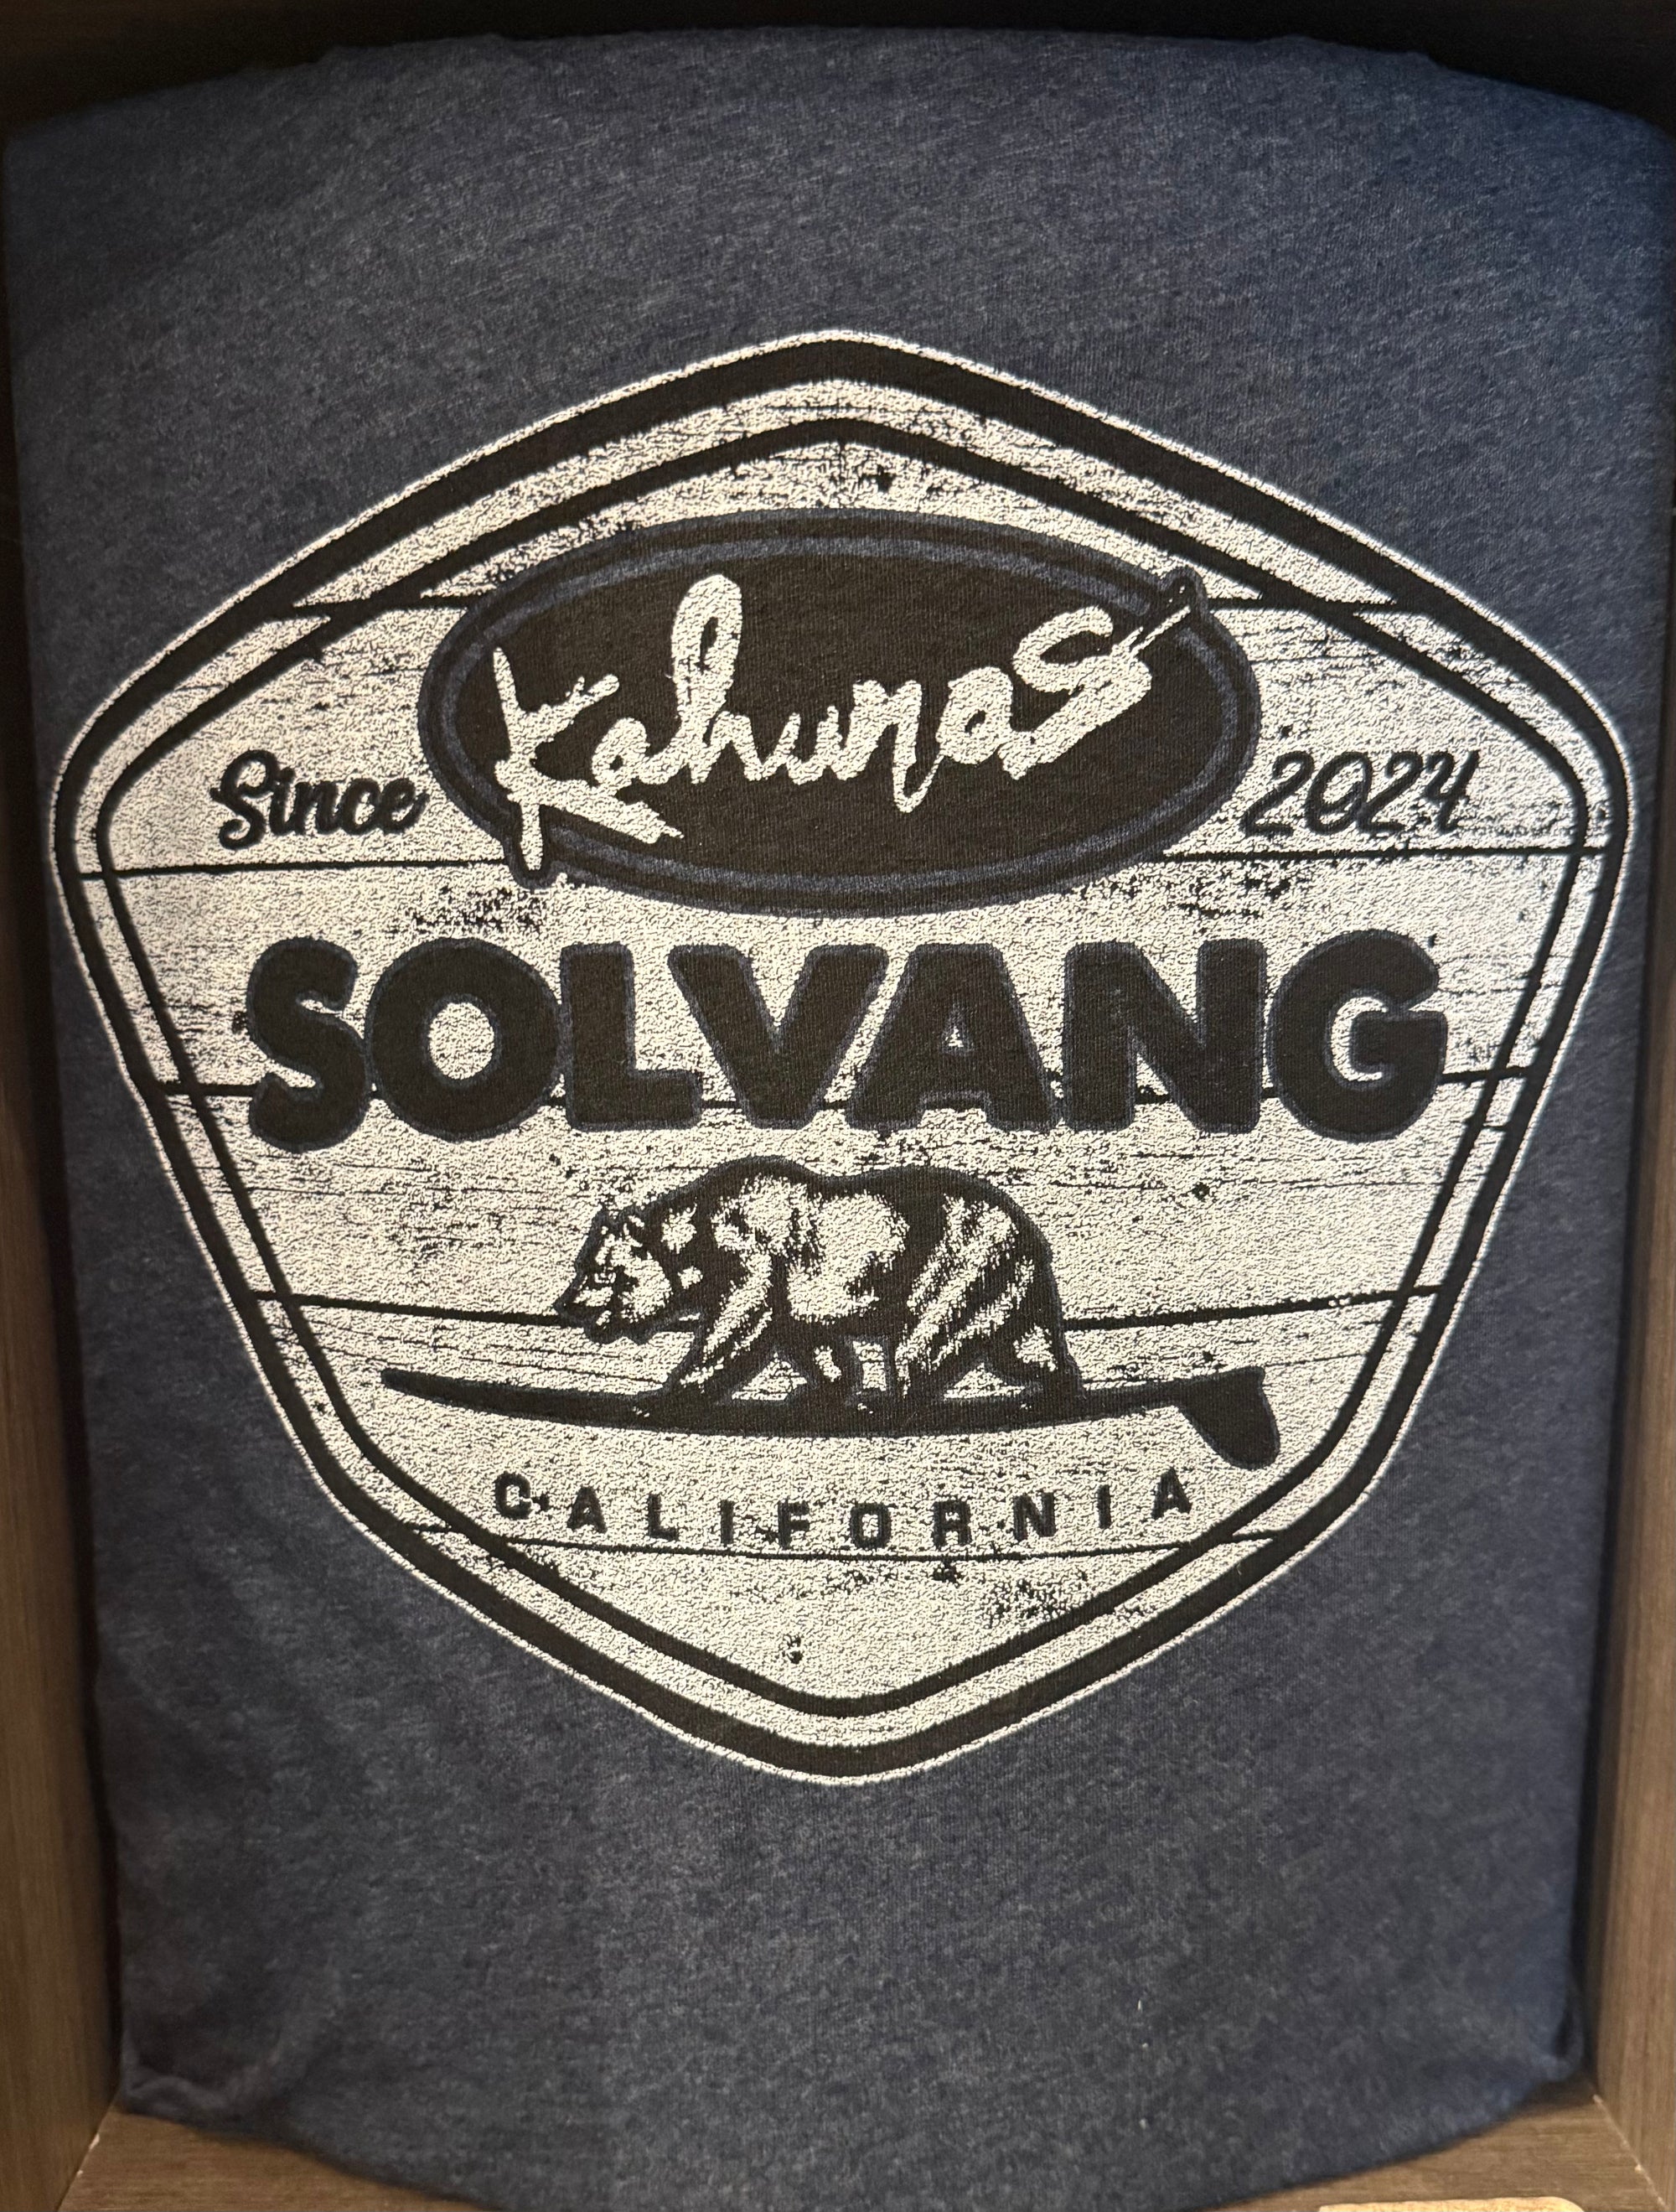 Kahunas
Since 2024
SOLVANG
CALIFORNIA